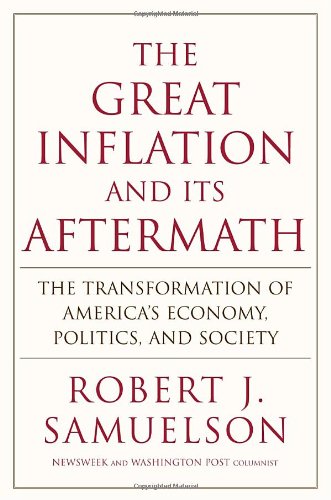 THE
GREAT
INFLATION
AND ITS
AFTERMATH
THE TRANSFORMATION OF
AMERICA'S ECONOMY,
POLITICS, AND SOCIETY
ROBERT J.
SAMUELSON
NEWSWEEK AND WASHINGTON POST COLUMNIST